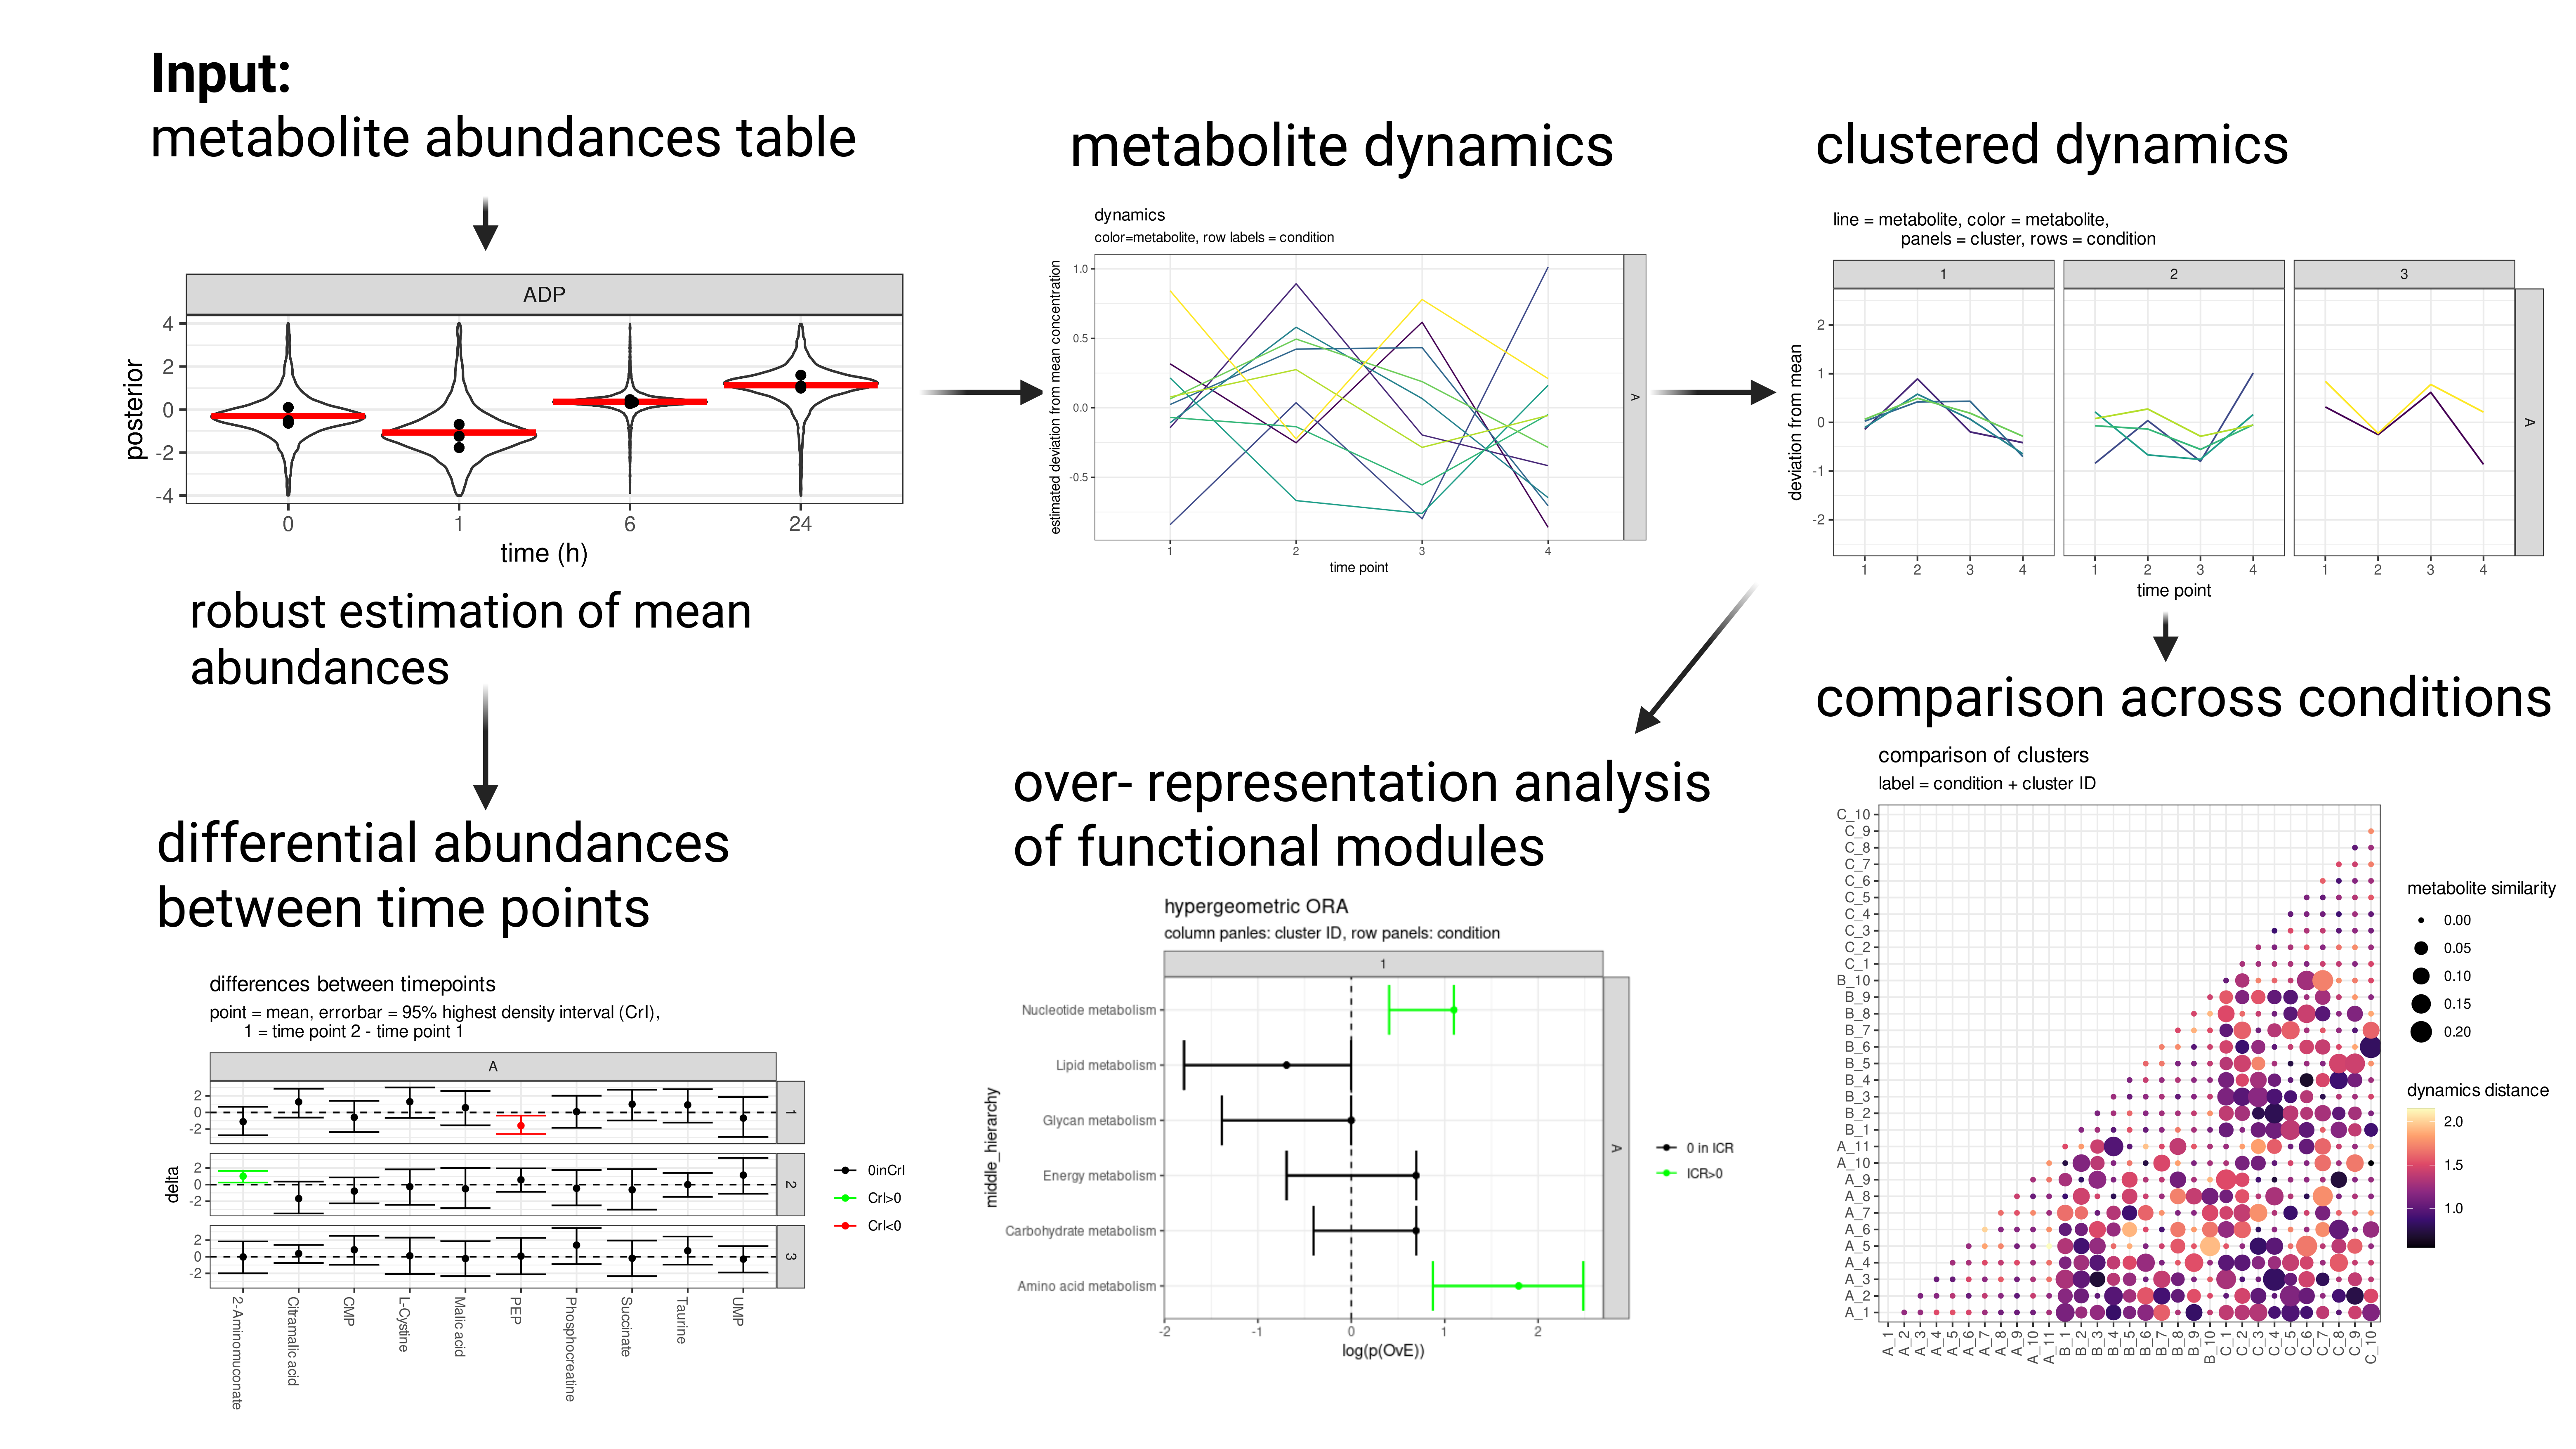 Input:
metabolite abundances table
ADP
posterior
4
2
0
-2
-4
0
1
6
24
time (h)
robust estimation of mean
abundances
metabolite dynamics
dynamics
color=metabolite, row labels = condition
estimated deviation from mean concentration
1.0
0.5
0.0
-0.5
A
1
2
3
4
time point
clustered dynamics
line = metabolite, color = metabolite,
panels = cluster, rows = condition
1
2
3
deviation from mean
2
1
0
-1
-2
A
1
2
3
4
1
2
3
4
1
2
3
4
time point
differential abundances
between time points
differences between timepoints
point = mean, errorbar = 95% highest density interval (CrI),
1 = time point 2 - time point 1
A
delta
2
0
-2
1
2
0
-2
2
2
0
-2
3
2-Aminomuconate
Citramalic acid
CMP
L-Cystine
Malic acid
PEP
Phosphocreatine
Succinate
Taurine
UMP
0inCrI
CrI>0
CrI<0
over- representation analysis
of functional modules
hypergeometric ORA
column panles: cluster ID, row panels: condition
1
middle_hierarchy
Nucleotide metabolism
Lipid metabolism
Glycan metabolism
Energy metabolism
Carbohydrate metabolism
Amino acid metabolism
A
-2
-1
0
1
2
log(p(OvE))
0 in ICR
ICR>0
comparison across conditions
comparison of clusters
label = condition + cluster ID
C_10
C_9
C_8
C_7
C_6
C_5
C_4
C_3
C_2
C_1
B_10
B_9
B_8
B_7
B_6
B_5
B_4
B_3
B_2
B_1
A_11
A_10
A_9
A_8
A_7
A_6
A_5
A_4
A_3
A_2
A_1
A_1
A_2
A_3
A_4
A_5
A_6
A_7
A_8
A_9
A_10
A_11
B_1
B_2
B_3
B_4
B_5
B_6
B_7
B_8
B_9
B_10
C_1
C_2
C_3
C_4
C_5
C_6
C_7
C_8
C_9
C_10
metabolite similarity
0.00
0.05
0.10
0.15
0.20
dynamics distance
2.0
1.5
1.0